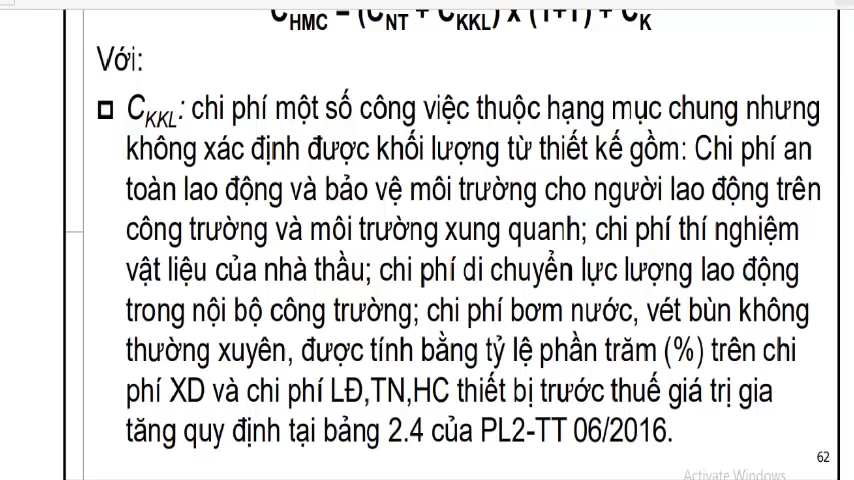 C_HMC = (C_NT + C_KKL) x (1+T) + C_K
Với:
C_KKL: chi phí một số công việc thuộc hạng mục chung nhưng
không xác định được khối lượng từ thiết kế gồm: Chi phí an
toàn lao động và bảo vệ môi trường cho người lao động trên
công trường và môi trường xung quanh; chi phí thí nghiệm
vật liệu của nhà thầu; chi phí di chuyển lực lượng lao động
trong nội bộ công trường; chi phí bơm nước, vét bùn không
thường xuyên, được tính bằng tỷ lệ phần trăm (%) trên chi
phí XD và chi phí LĐ,TN,HC thiết bị trước thuế giá trị gia
tăng quy định tại bảng 2.4 của PL2-TT 06/2016.
62
Activate Windows